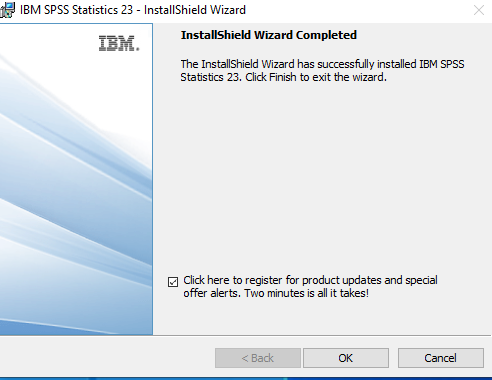 IBM SPSS Statistics 23 - InstallShield Wizard
IBM.
InstallShield Wizard Completed
The InstallShield Wizard has successfully installed IBM SPSS
Statistics 23. Click Finish to exit the wizard.
Click here to register for product updates and special
offer alerts. Two minutes is all it takes!
< Back
OK
Cancel